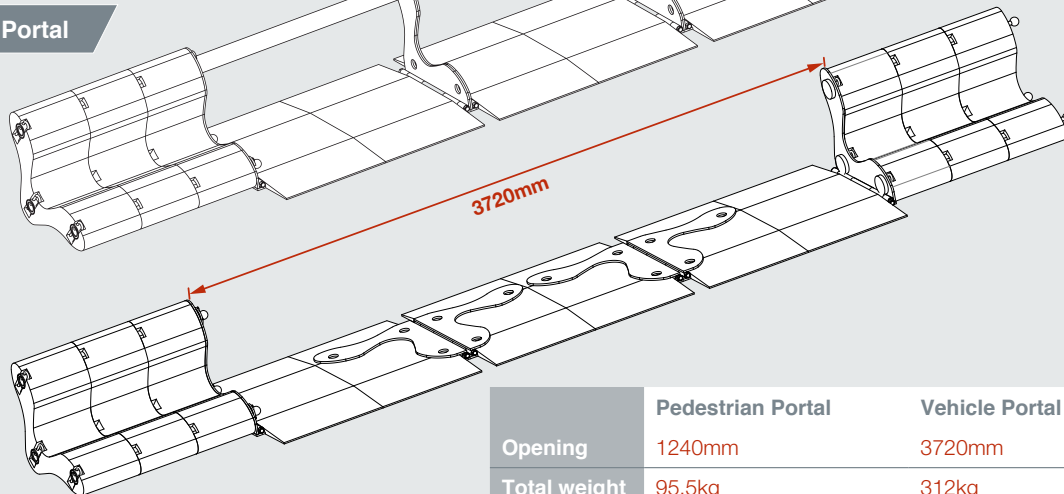 Portal
3720mm
Pedestrian Portal Vehicle Portal
Opening 1240mm 3720mm
Total weight 95.5kg 312kg